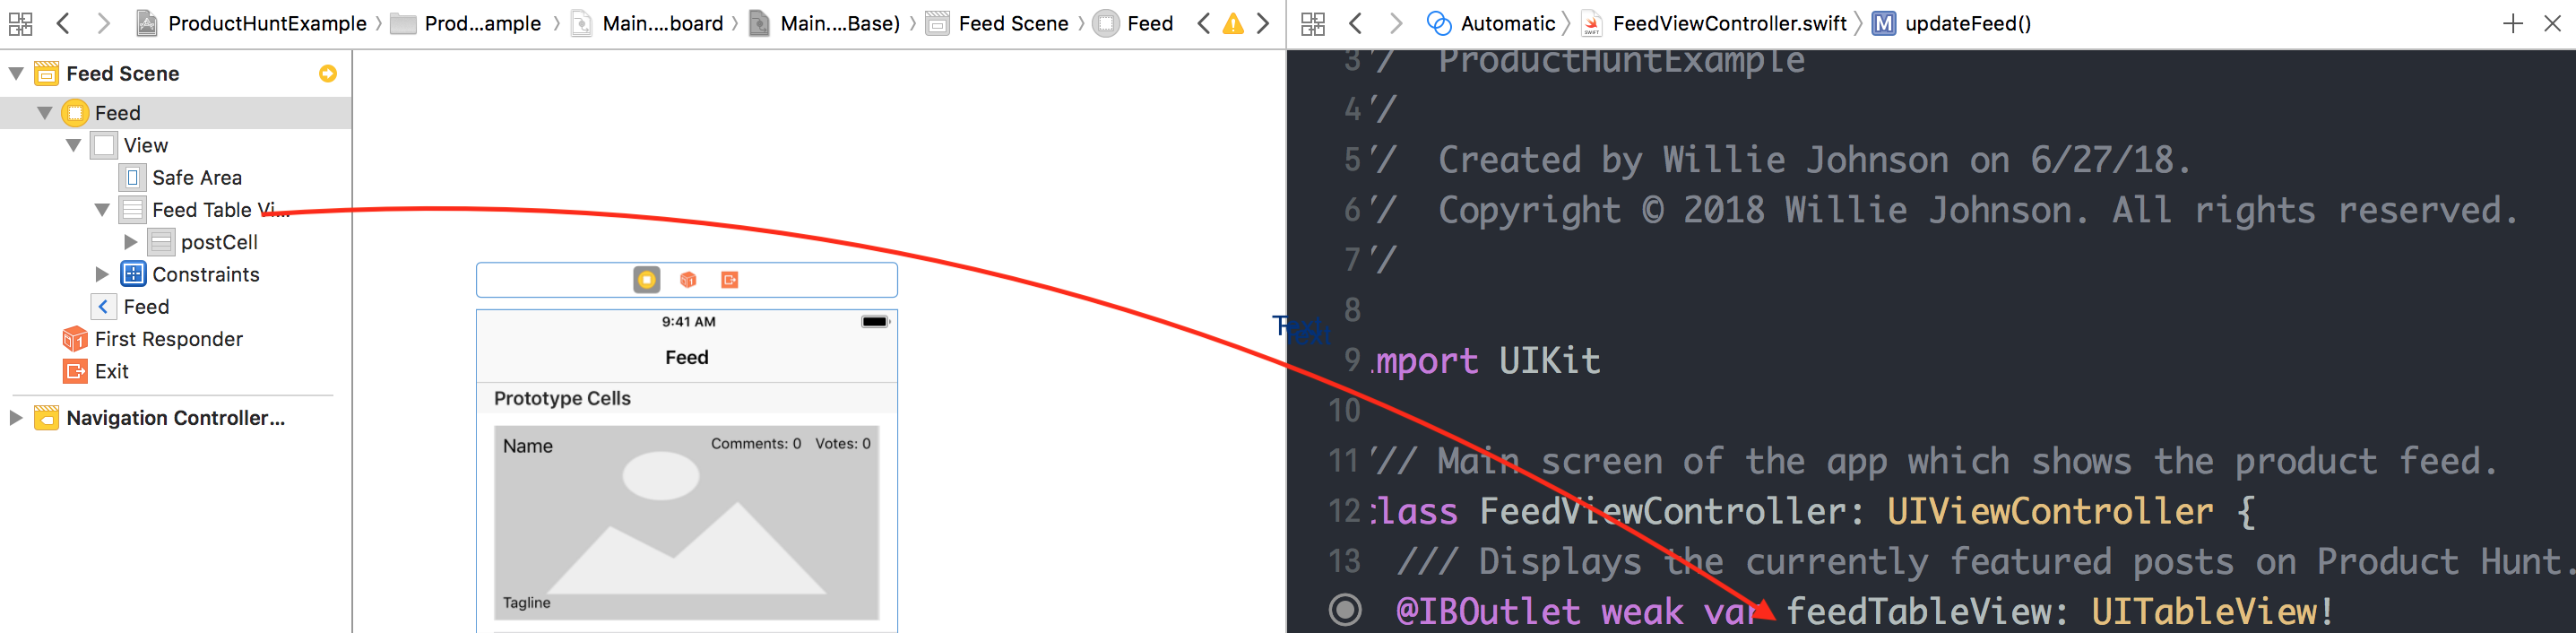 ProductHuntExample Prod...ample Main....board Main....Base) Feed Scene Feed
Automatic FeedViewController.swift M updateFeed()
Feed Scene
Feed
View
Safe Area
Feed Table Vi...
postCell
Constraints
Feed
First Responder
Exit
Navigation Controller...
9:41 AM
Feed
Prototype Cells
Name Comments: 0 Votes: 0
Tagline
Text
3 // ProductHuntExample
4 //
5 // Created by Willie Johnson on 6/27/18.
6 // Copyright © 2018 Willie Johnson. All rights reserved.
7 //
8
9 import UIKit
10
11 /// Main screen of the app which shows the product feed.
12 class FeedViewController: UIViewController {
13 /// Displays the currently featured posts on Product Hunt.
@IBOutlet weak var feedTableView: UITableView!